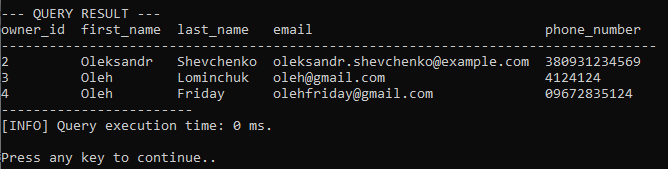 --- QUERY RESULT ---
owner_id  first_name  last_name   email                             phone_number
----------------------------------------------------------------------------------
2         Oleksandr   Shevchenko  oleksandr.shevchenko@example.com  380931234569
3         Oleh        Lominchuk   oleh@gmail.com                    4124124
4         Oleh        Friday      olehfriday@gmail.com              09672835124
------------------------
[INFO] Query execution time: 0 ms.
Press any key to continue..